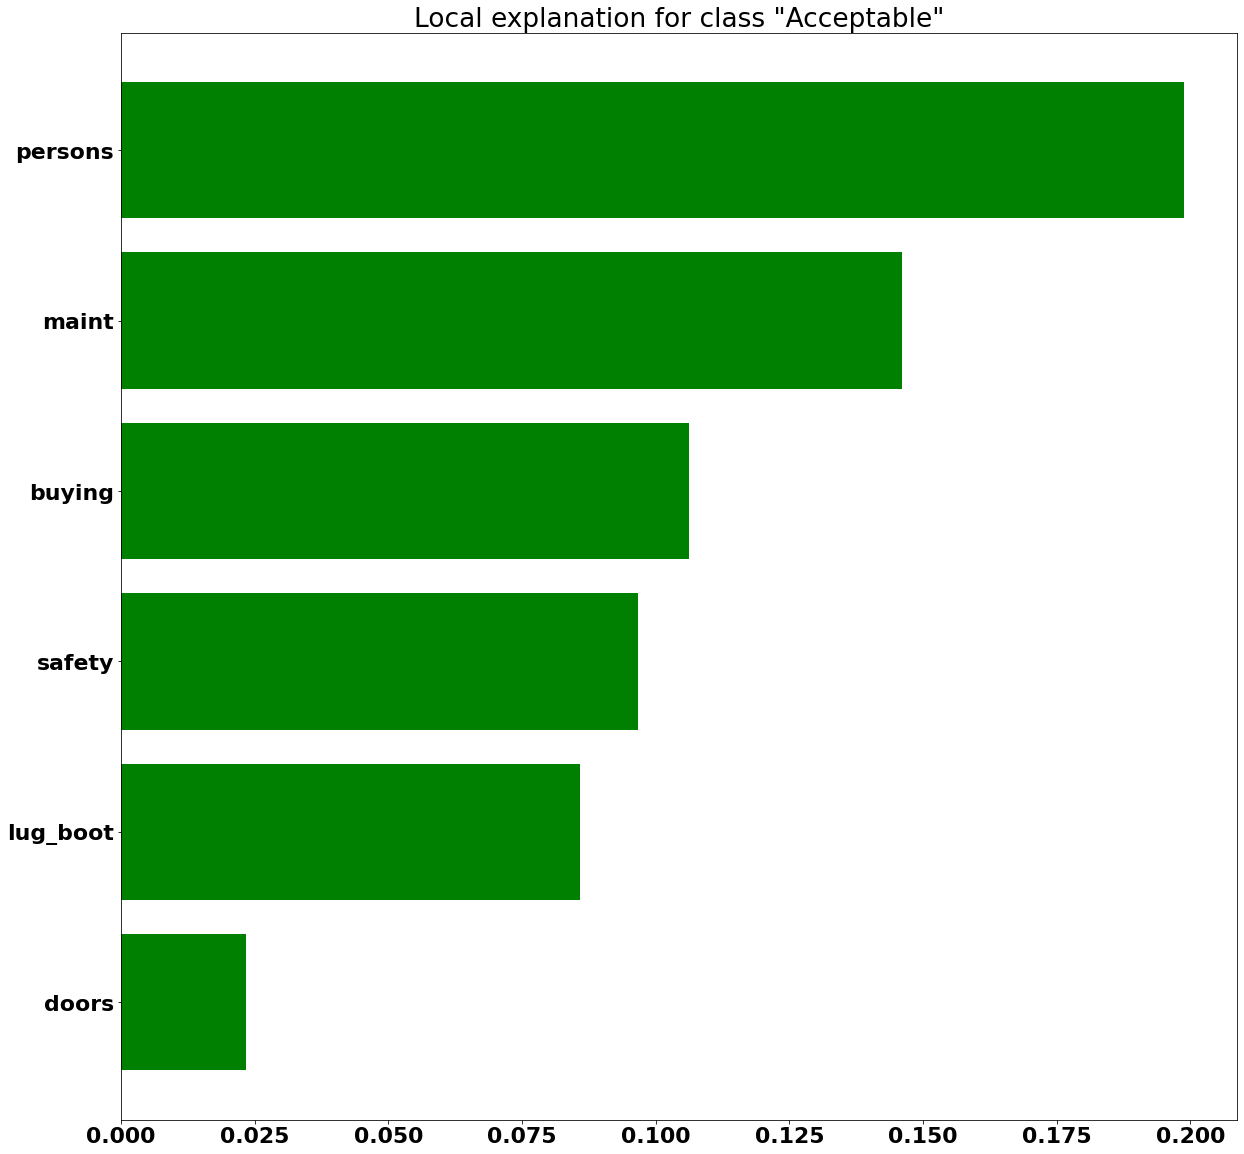 Local explanation for class "Acceptable"
persons
maint
buying
safety
lug_boot
doors
0.000 0.025 0.050 0.075 0.100 0.125 0.150 0.175 0.200